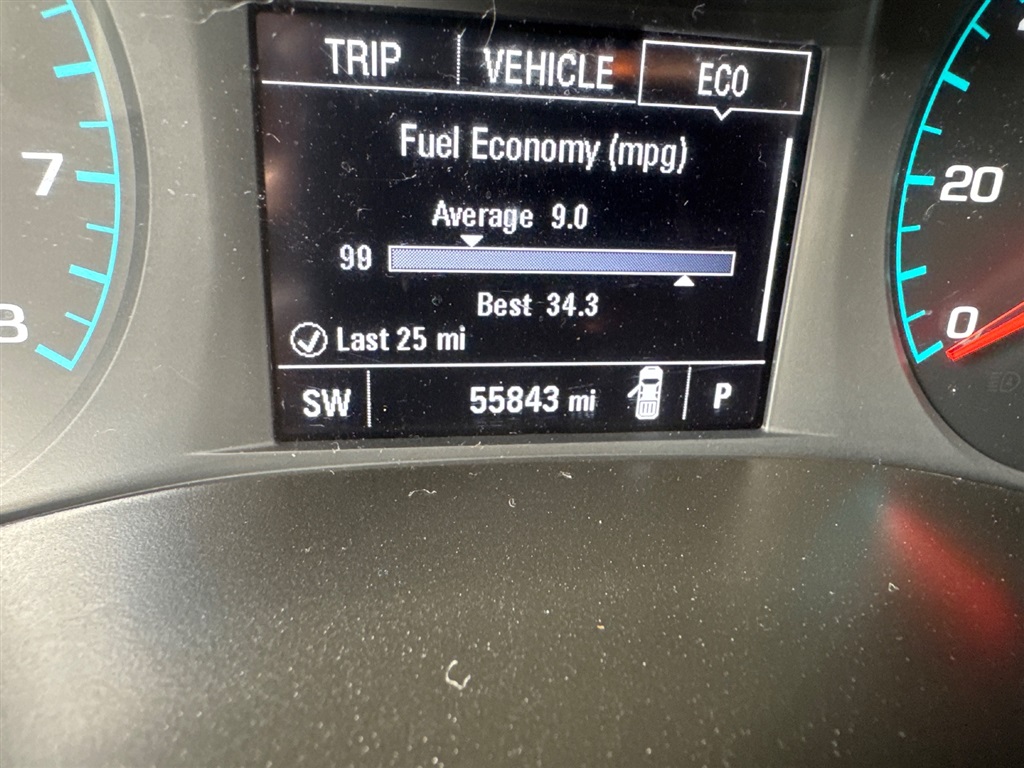 TRIP VEHICLE ECO
Fuel Economy (mpg)
Average 9.0
99
Best 34.3
Last 25 mi
SW 55843 mi P
7
8
20
0